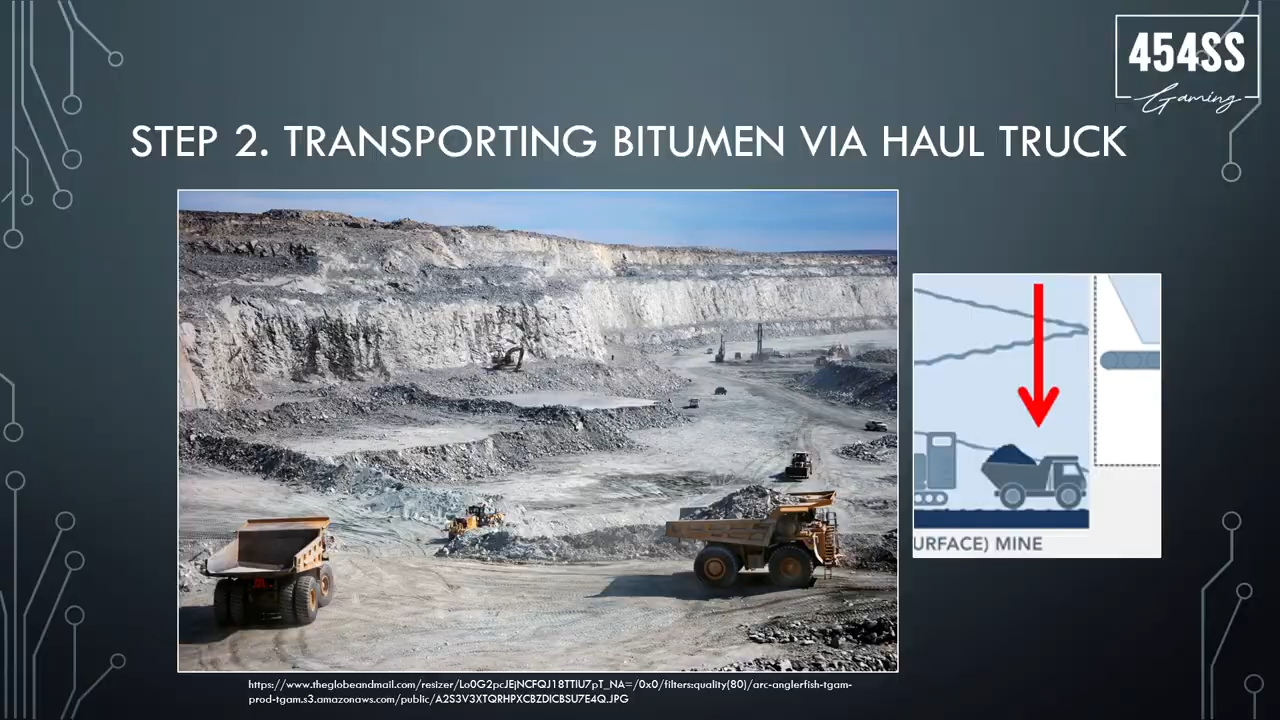 454SS
Gaming
STEP 2. TRANSPORTING BITUMEN VIA HAUL TRUCK
URFACE) MINE
https://www.theglobeandmail.com/resizer/Lo0G2pcJEjNCFQJ18TTIU7pT_NA=/0x0/filters:quality(80)/arc-anglerfish-tgam-
prod-tgam.s3.amazonaws.com/public/A2S3V3XTQRHPXCBZDICBSU7E4Q.JPG